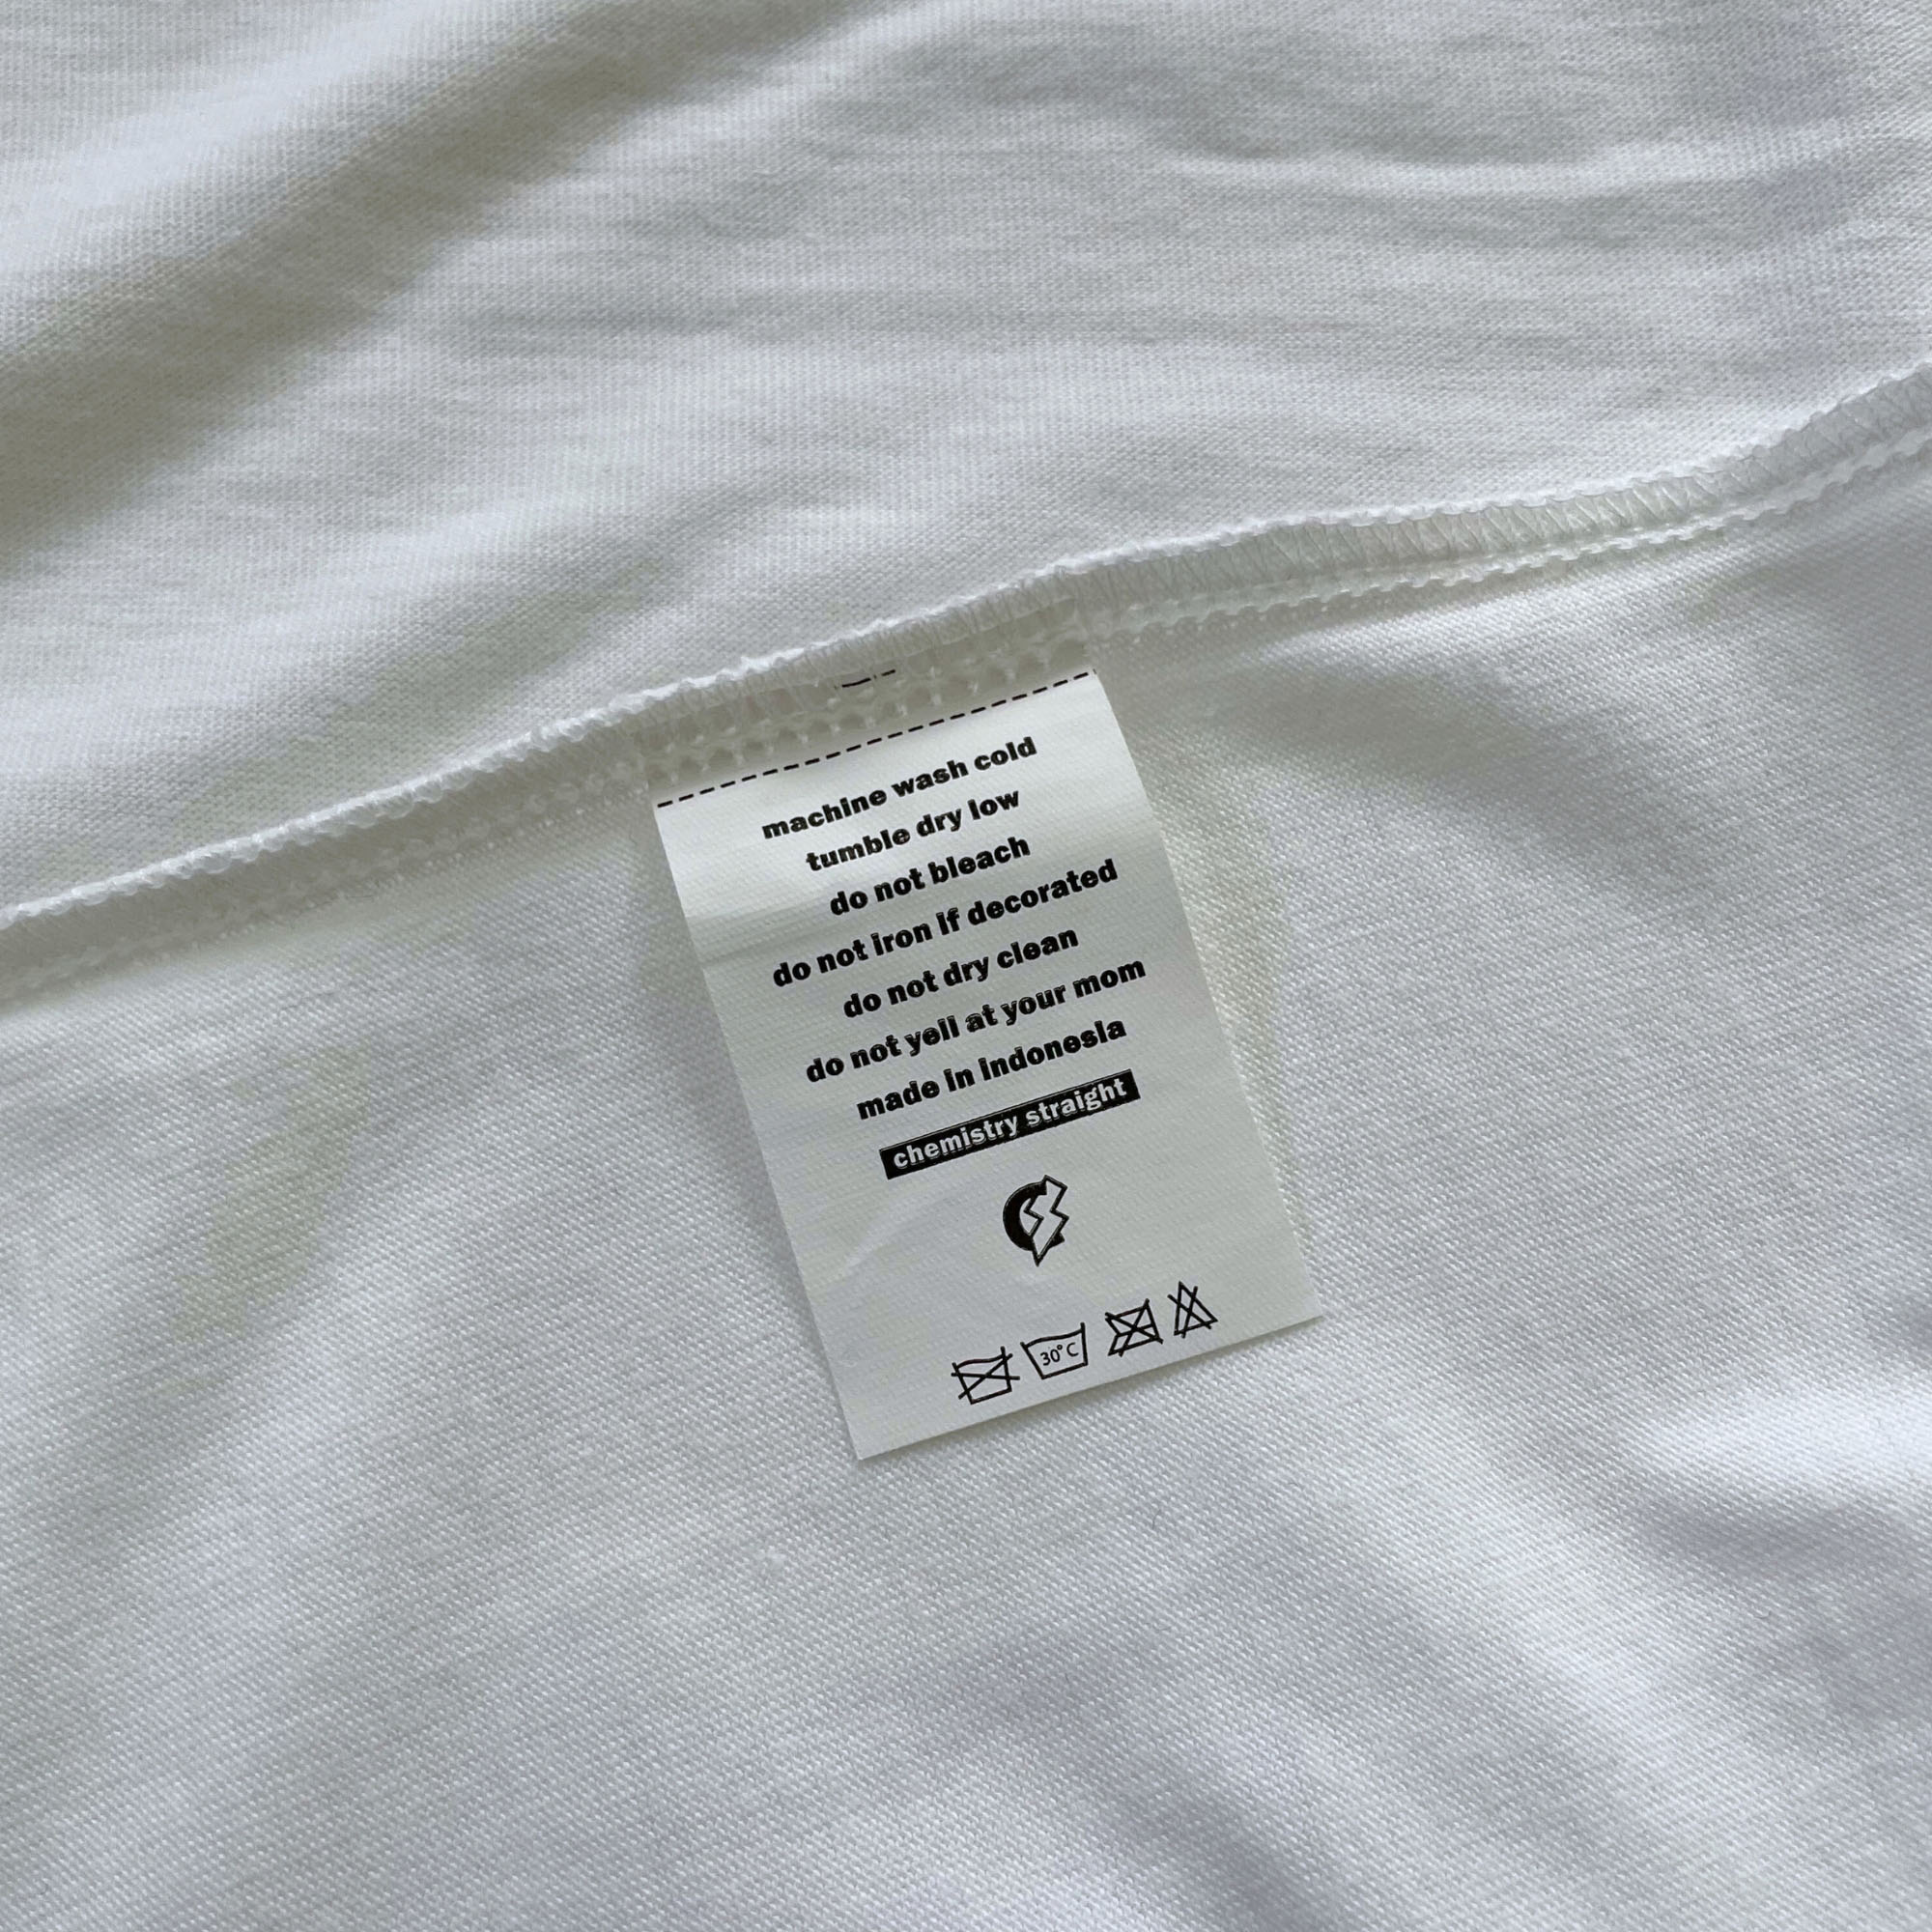 machine wash cold
tumble dry low
do not bleach
do not iron if decorated
do not dry clean
do not yell at your mom
made in indonesia
chemistry straight
30°C